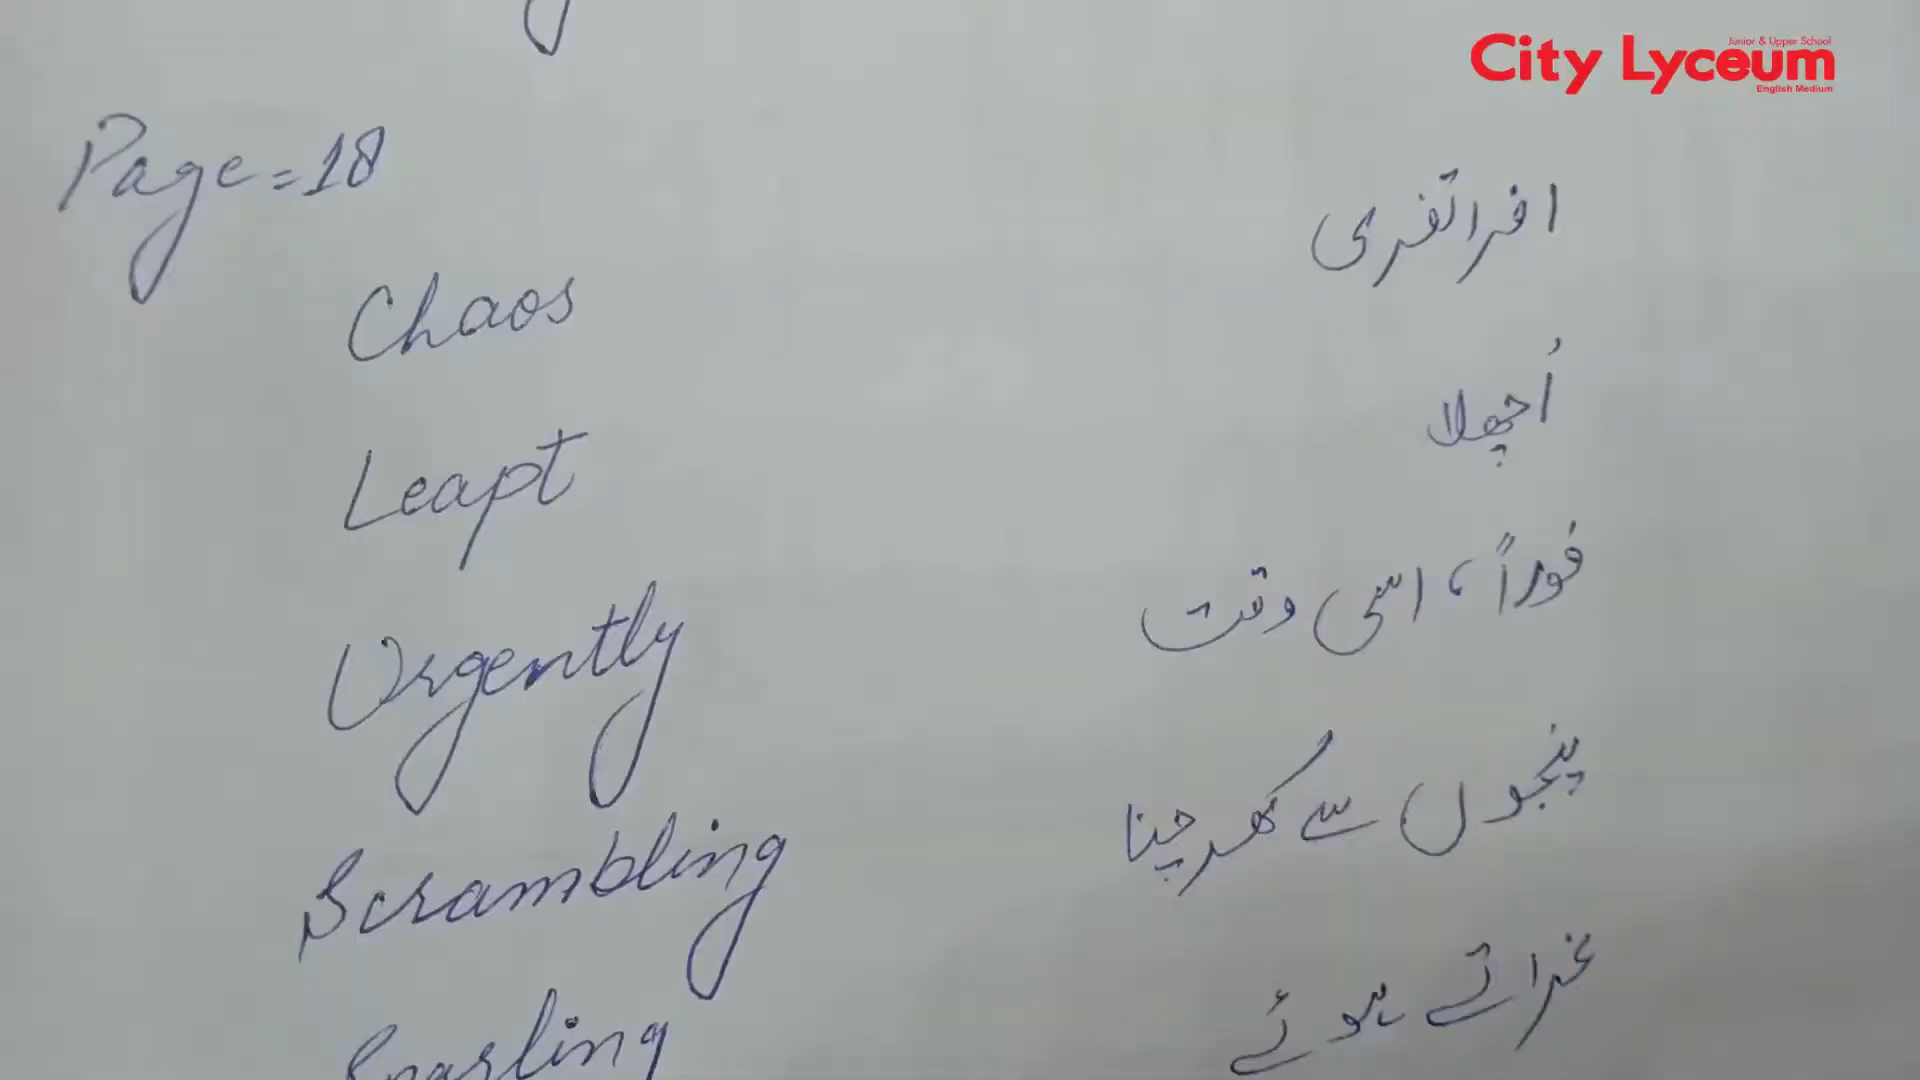 Junior & Upper School
City Lyceum
English Medium
Page = 18
افراتفری
Chaos
اُچھلا
Leapt
فوراً، اسی وقت
Urgently
پنجوں سے کھرچنا
Scrambling
غراتے ہوئے
Snarling